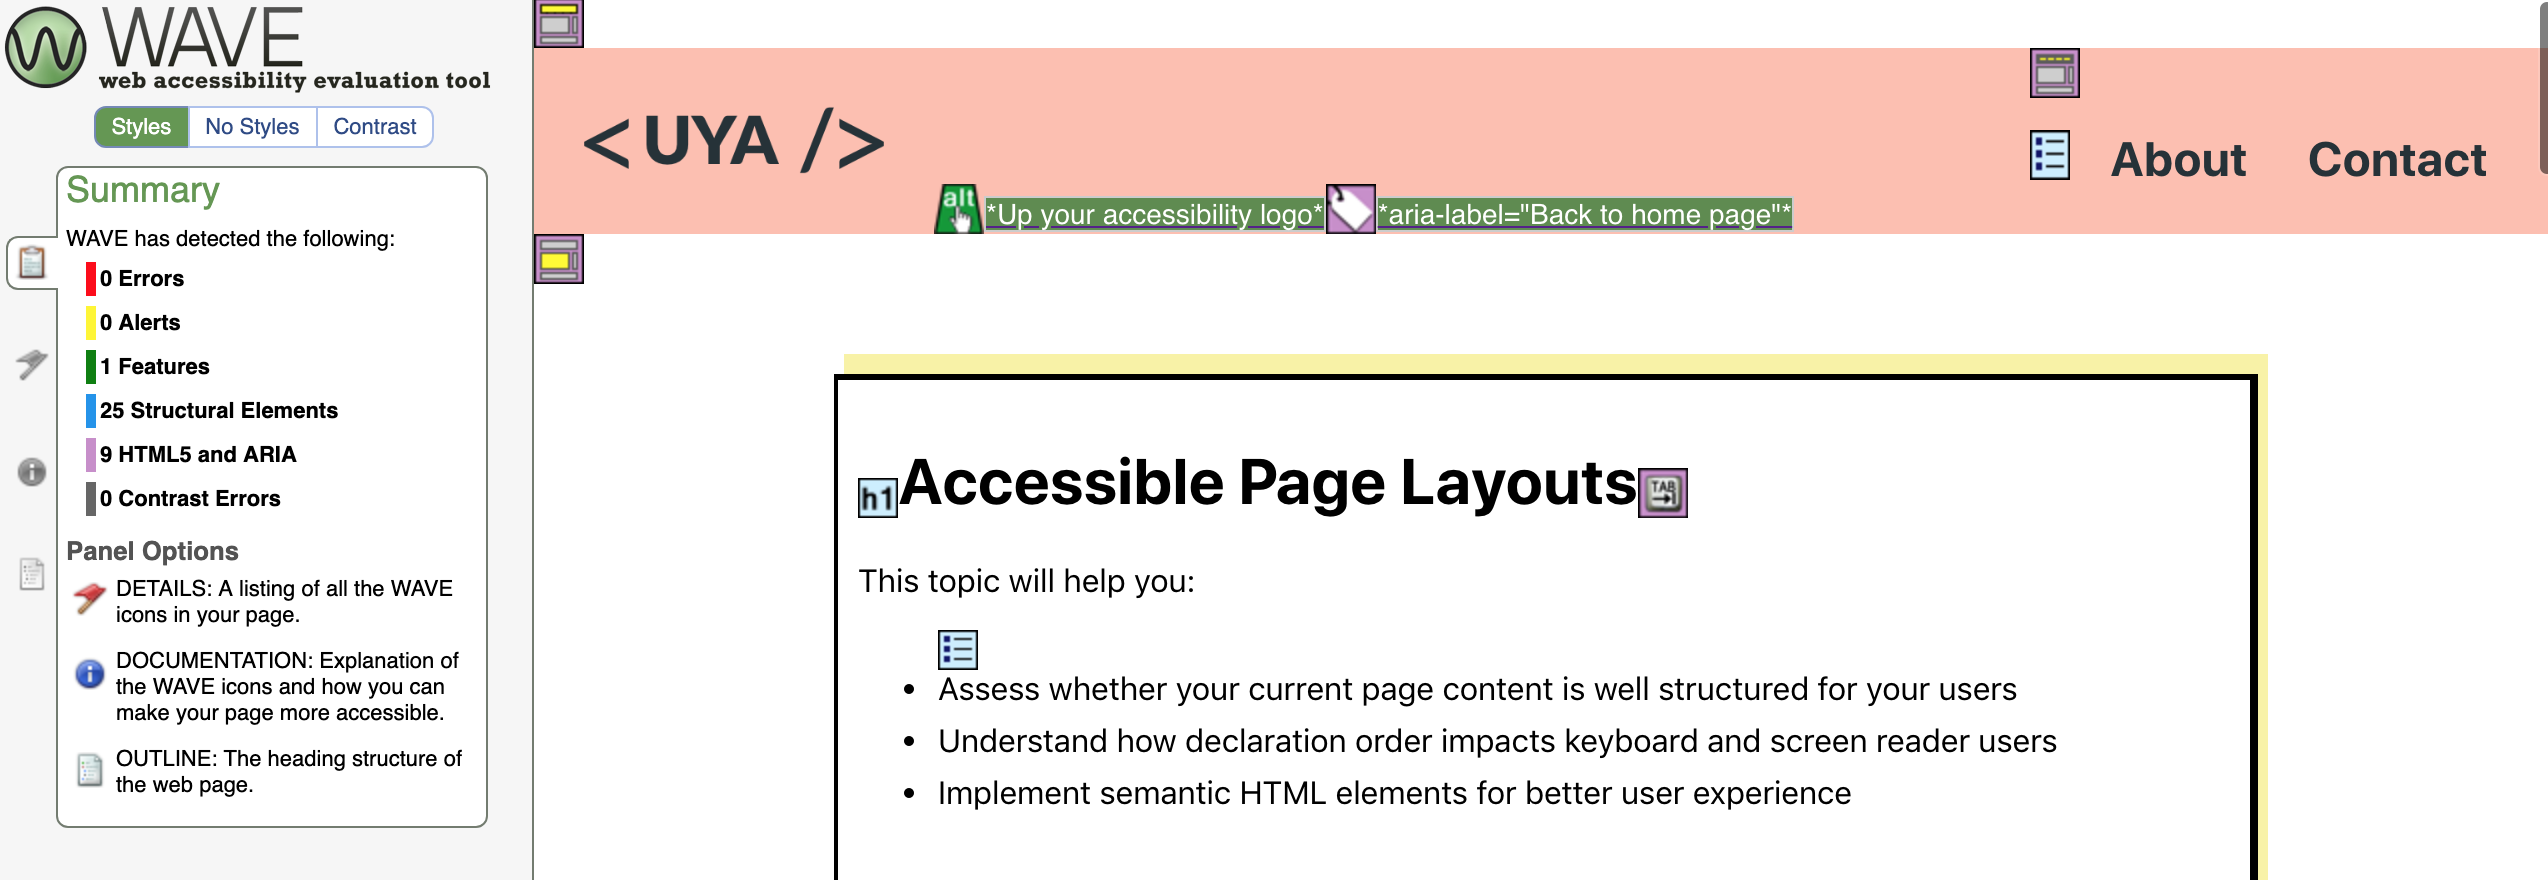 WAVE
web accessibility evaluation tool
Styles No Styles Contrast
Summary
WAVE has detected the following:
0 Errors
0 Alerts
1 Features
25 Structural Elements
9 HTML5 and ARIA
0 Contrast Errors
Panel Options
DETAILS: A listing of all the WAVE
icons in your page.
DOCUMENTATION: Explanation of
the WAVE icons and how you can
make your page more accessible.
OUTLINE: The heading structure of
the web page.
<UYA />
About Contact
alt *Up your accessibility logo* *aria-label="Back to home page"*
h1 Accessible Page Layouts TAB
This topic will help you:
• Assess whether your current page content is well structured for your users
• Understand how declaration order impacts keyboard and screen reader users
• Implement semantic HTML elements for better user experience